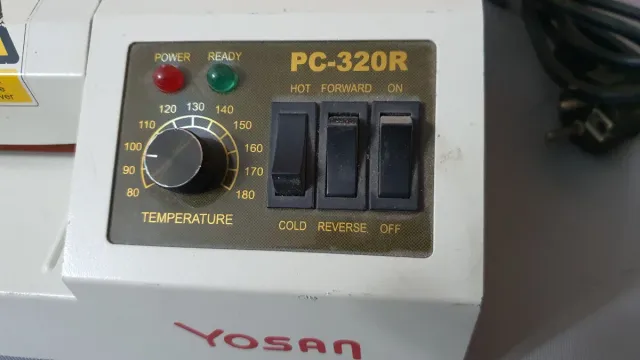 POWER READY PC-320R
HOT FORWARD ON
120 130 140
110 150
100 160
90 170
80 180
TEMPERATURE
COLD REVERSE OFF
YOSAN